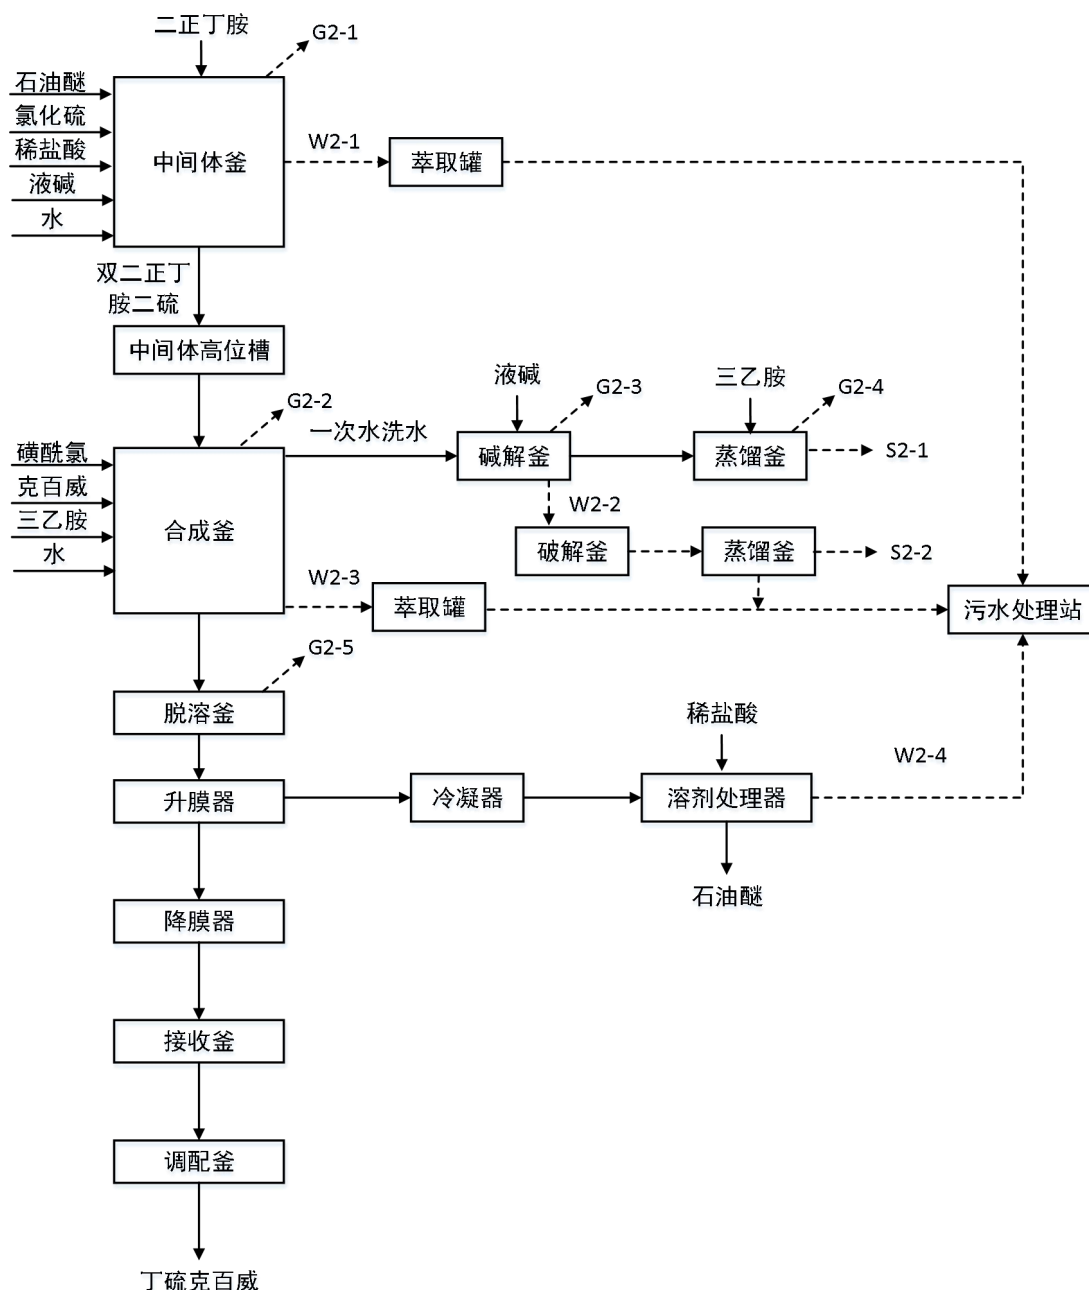 二正丁胺
G2-1
石油醚
氯化硫
稀盐酸
液碱
水
中间体釜
W2-1
萃取罐
双二正丁
胺二硫
中间体高位槽
G2-2
一次水洗水
液碱
G2-3
三乙胺
G2-4
磺酰氯
克百威
三乙胺
水
合成釜
碱解釜
蒸馏釜
S2-1
W2-2
破解釜
蒸馏釜
S2-2
W2-3
萃取罐
污水处理站
G2-5
脱溶釜
稀盐酸
W2-4
升膜器
冷凝器
溶剂处理器
石油醚
降膜器
接收釜
调配釜
丁硫克百威